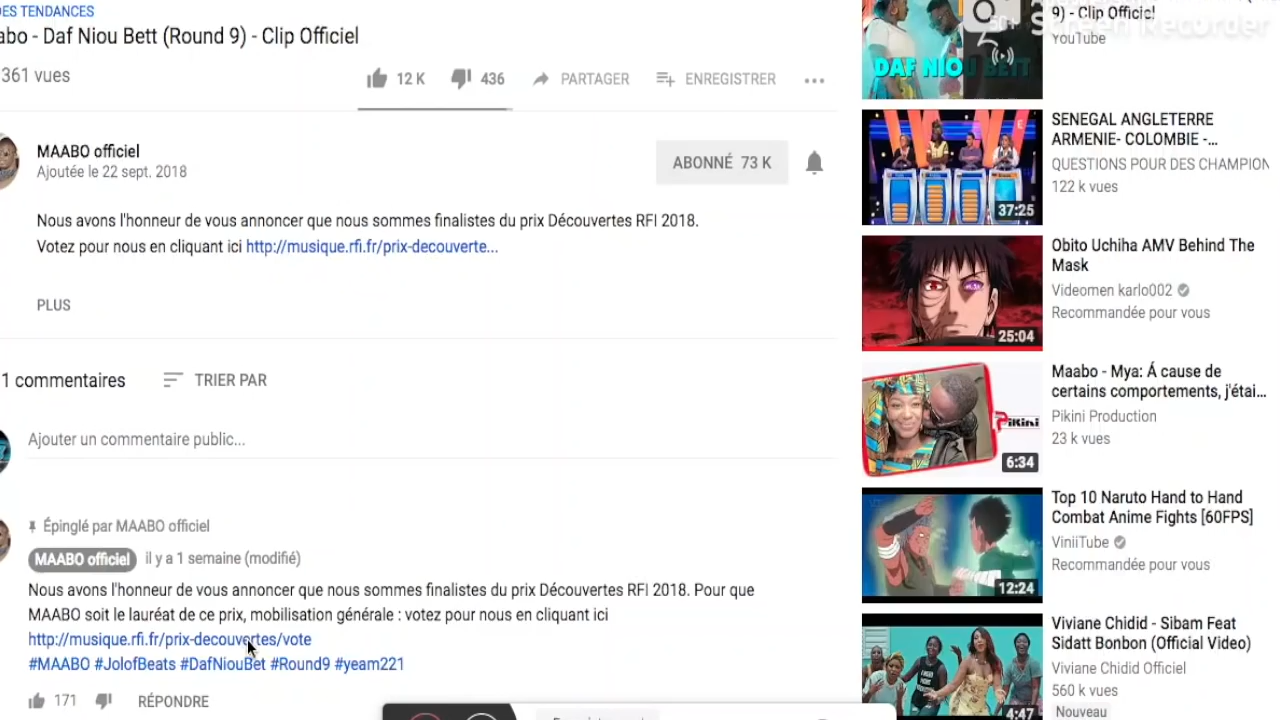 DES TENDANCES
abo - Daf Niou Bett (Round 9) - Clip Officiel
361 vues
12 K
436
PARTAGER
ENREGISTRER
MAABO officiel
Ajoutée le 22 sept. 2018
ABONNÉ 73 K
Nous avons l'honneur de vous annoncer que nous sommes finalistes du prix Découvertes RFI 2018.
Votez pour nous en cliquant ici http://musique.rfi.fr/prix-decouverte...
PLUS
1 commentaires
TRIER PAR
Ajouter un commentaire public...
Épinglé par MAABO officiel
MAABO officiel il y a 1 semaine (modifié)
Nous avons l'honneur de vous annoncer que nous sommes finalistes du prix Découvertes RFI 2018. Pour que
MAABO soit le lauréat de ce prix, mobilisation générale : votez pour nous en cliquant ici
http://musique.rfi.fr/prix-decouvertes/vote
#MAABO #JolofBeats #DafNiouBet #Round9 #yeam221
171
RÉPONDRE
DAF NIOU BETT
9) - Clip Officiel
YouTube
Screen Recorder
SENEGAL ANGLETERRE
ARMENIE- COLOMBIE -...
QUESTIONS POUR DES CHAMPION
122 k vues
37:25
Obito Uchiha AMV Behind The
Mask
Videomen karlo002
Recommandée pour vous
25:04
Maabo - Mya: Á cause de
certains comportements, j'étai...
Pikini Production
23 k vues
Pikini
6:34
Top 10 Naruto Hand to Hand
Combat Anime Fights [60FPS]
ViniiTube
Recommandée pour vous
12:24
Viviane Chidid - Sibam Feat
Sidatt Bonbon (Official Video)
Viviane Chidid Officiel
560 k vues
Nouveau
4:47